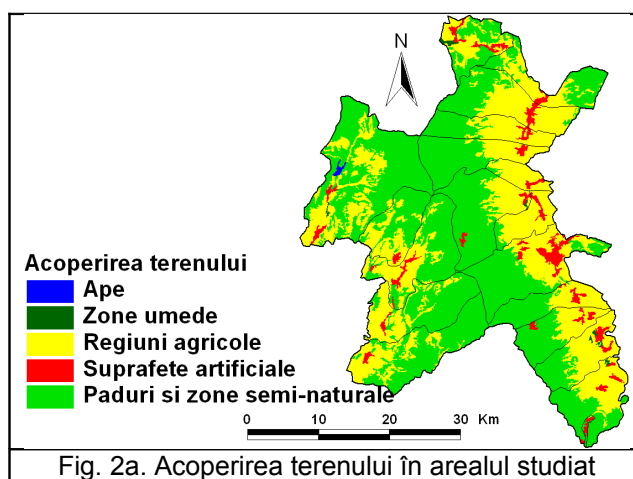 N
Acoperirea terenului
Ape
Zone umede
Regiuni agricole
Suprafete artificiale
Paduri si zone semi-naturale
0 10 20 30 Km
Fig. 2a. Acoperirea terenului în arealul studiat